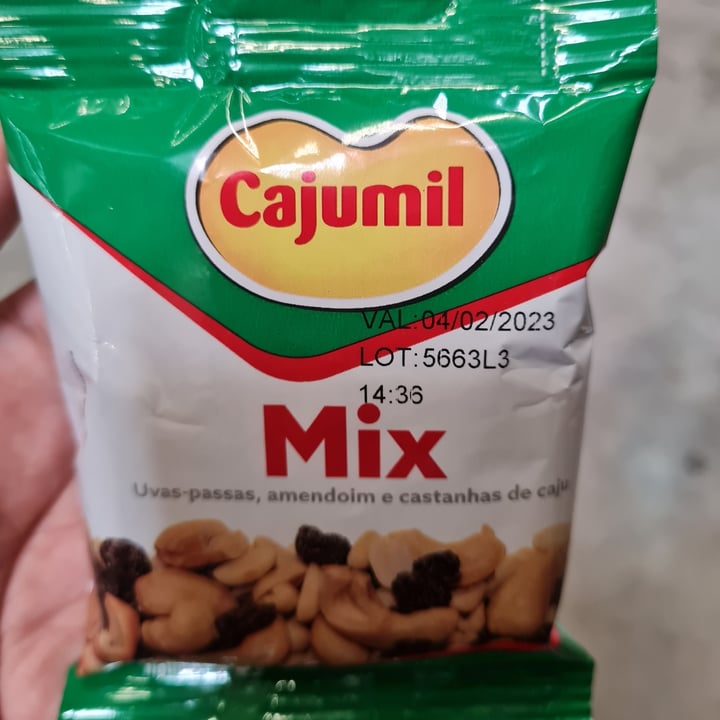 Cajumil
VAL:04/02/2023
LOT:5663L3
14:36
Mix
Uvas-passas, amendoim e castanhas de caju